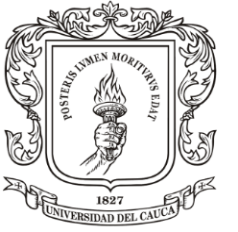 POSTERIS LVMEN MORITVRVS EDAT
1827
UNIVERSIDAD DEL CAUCA